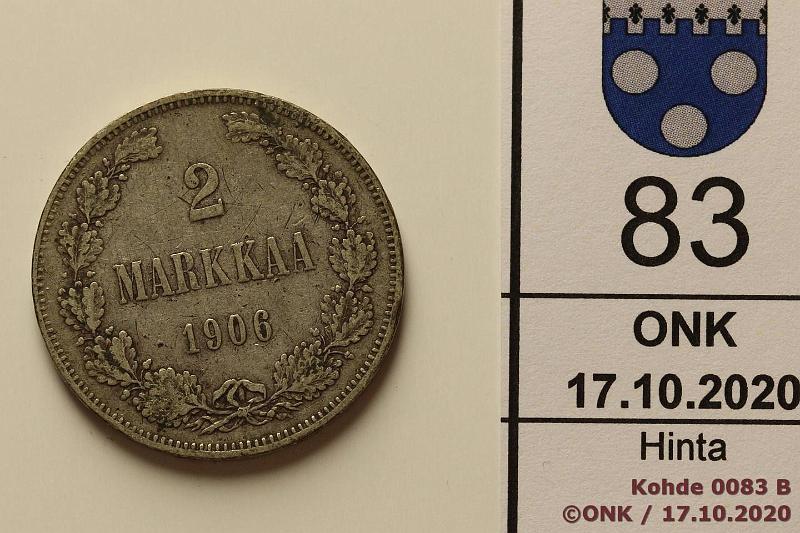 2
MARKKAA
1906
83
ONK
17.10.2020
Hinta
Kohde 0083 B
©ONK / 17.10.2020